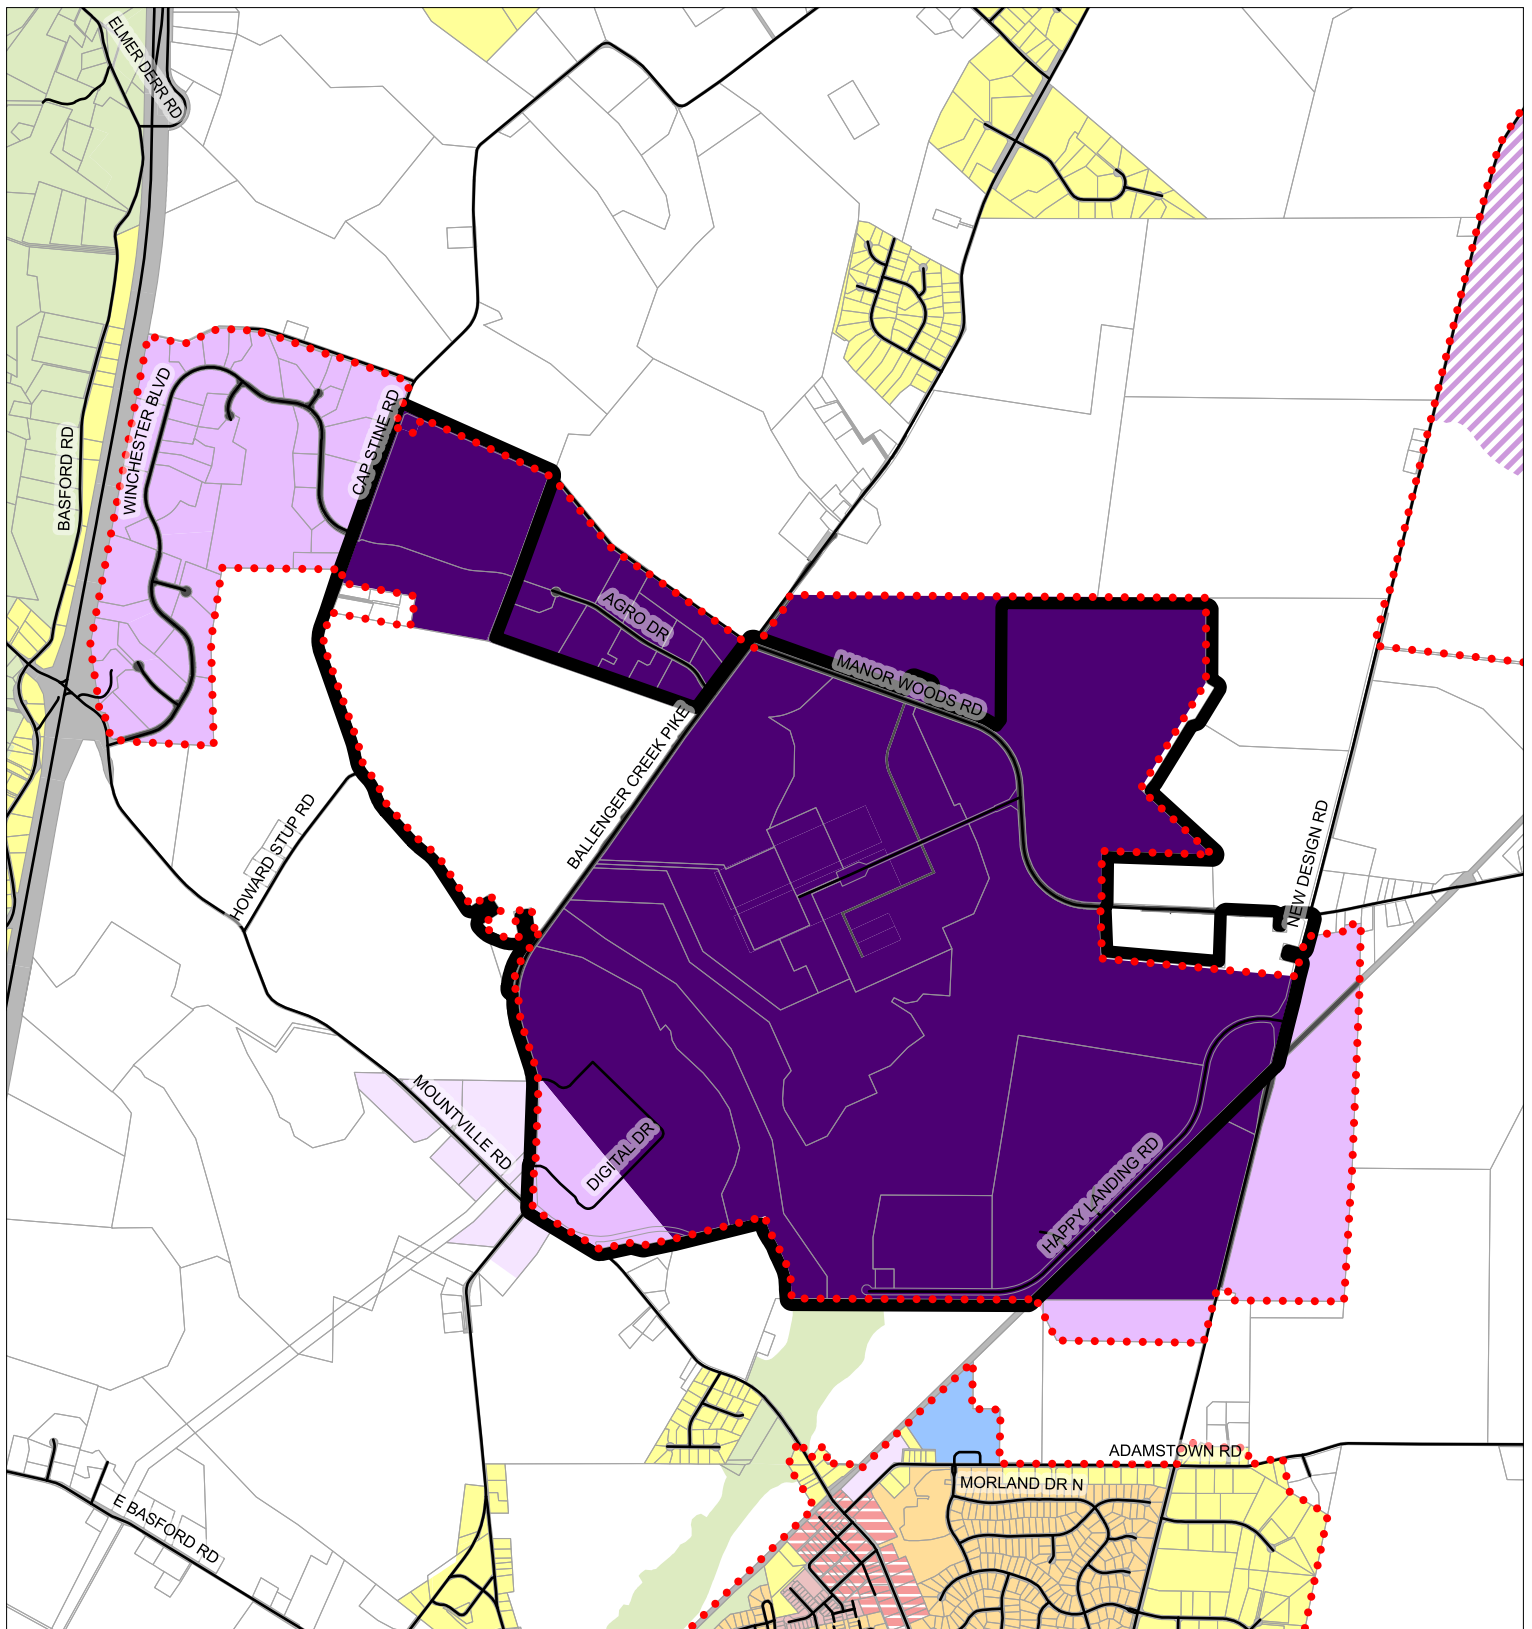 ELMER DERR RD
WINCHESTER BLVD
CAP STINE RD
BASFORD RD
AGRO DR
MANOR WOODS RD
BALLENGER CREEK PIKE
HOWARD STUP RD
NEW DESIGN RD
MOUNTVILLE RD
DIGITAL DR
HAPPY LANDING RD
ADAMSTOWN RD
MORLAND DR N
E BASFORD RD